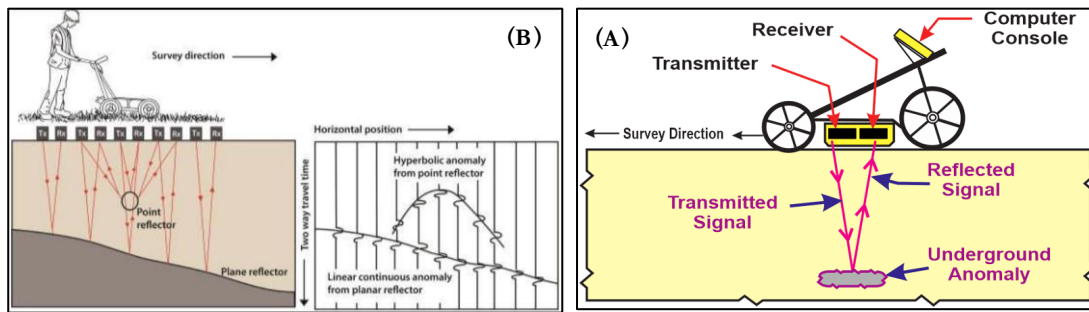 (B)
Survey direction
Tx Rx Tx Rx Tx Rx Tx Rx Tx Rx
Point
reflector
Plane reflector
Horizontal position
Two way travel time
Hyperbolic anomaly
from point reflector
Linear continuous anomaly
from planar reflector
(A)
Computer
Console
Receiver
Transmitter
Survey Direction
Transmitted
Signal
Reflected
Signal
Underground
Anomaly